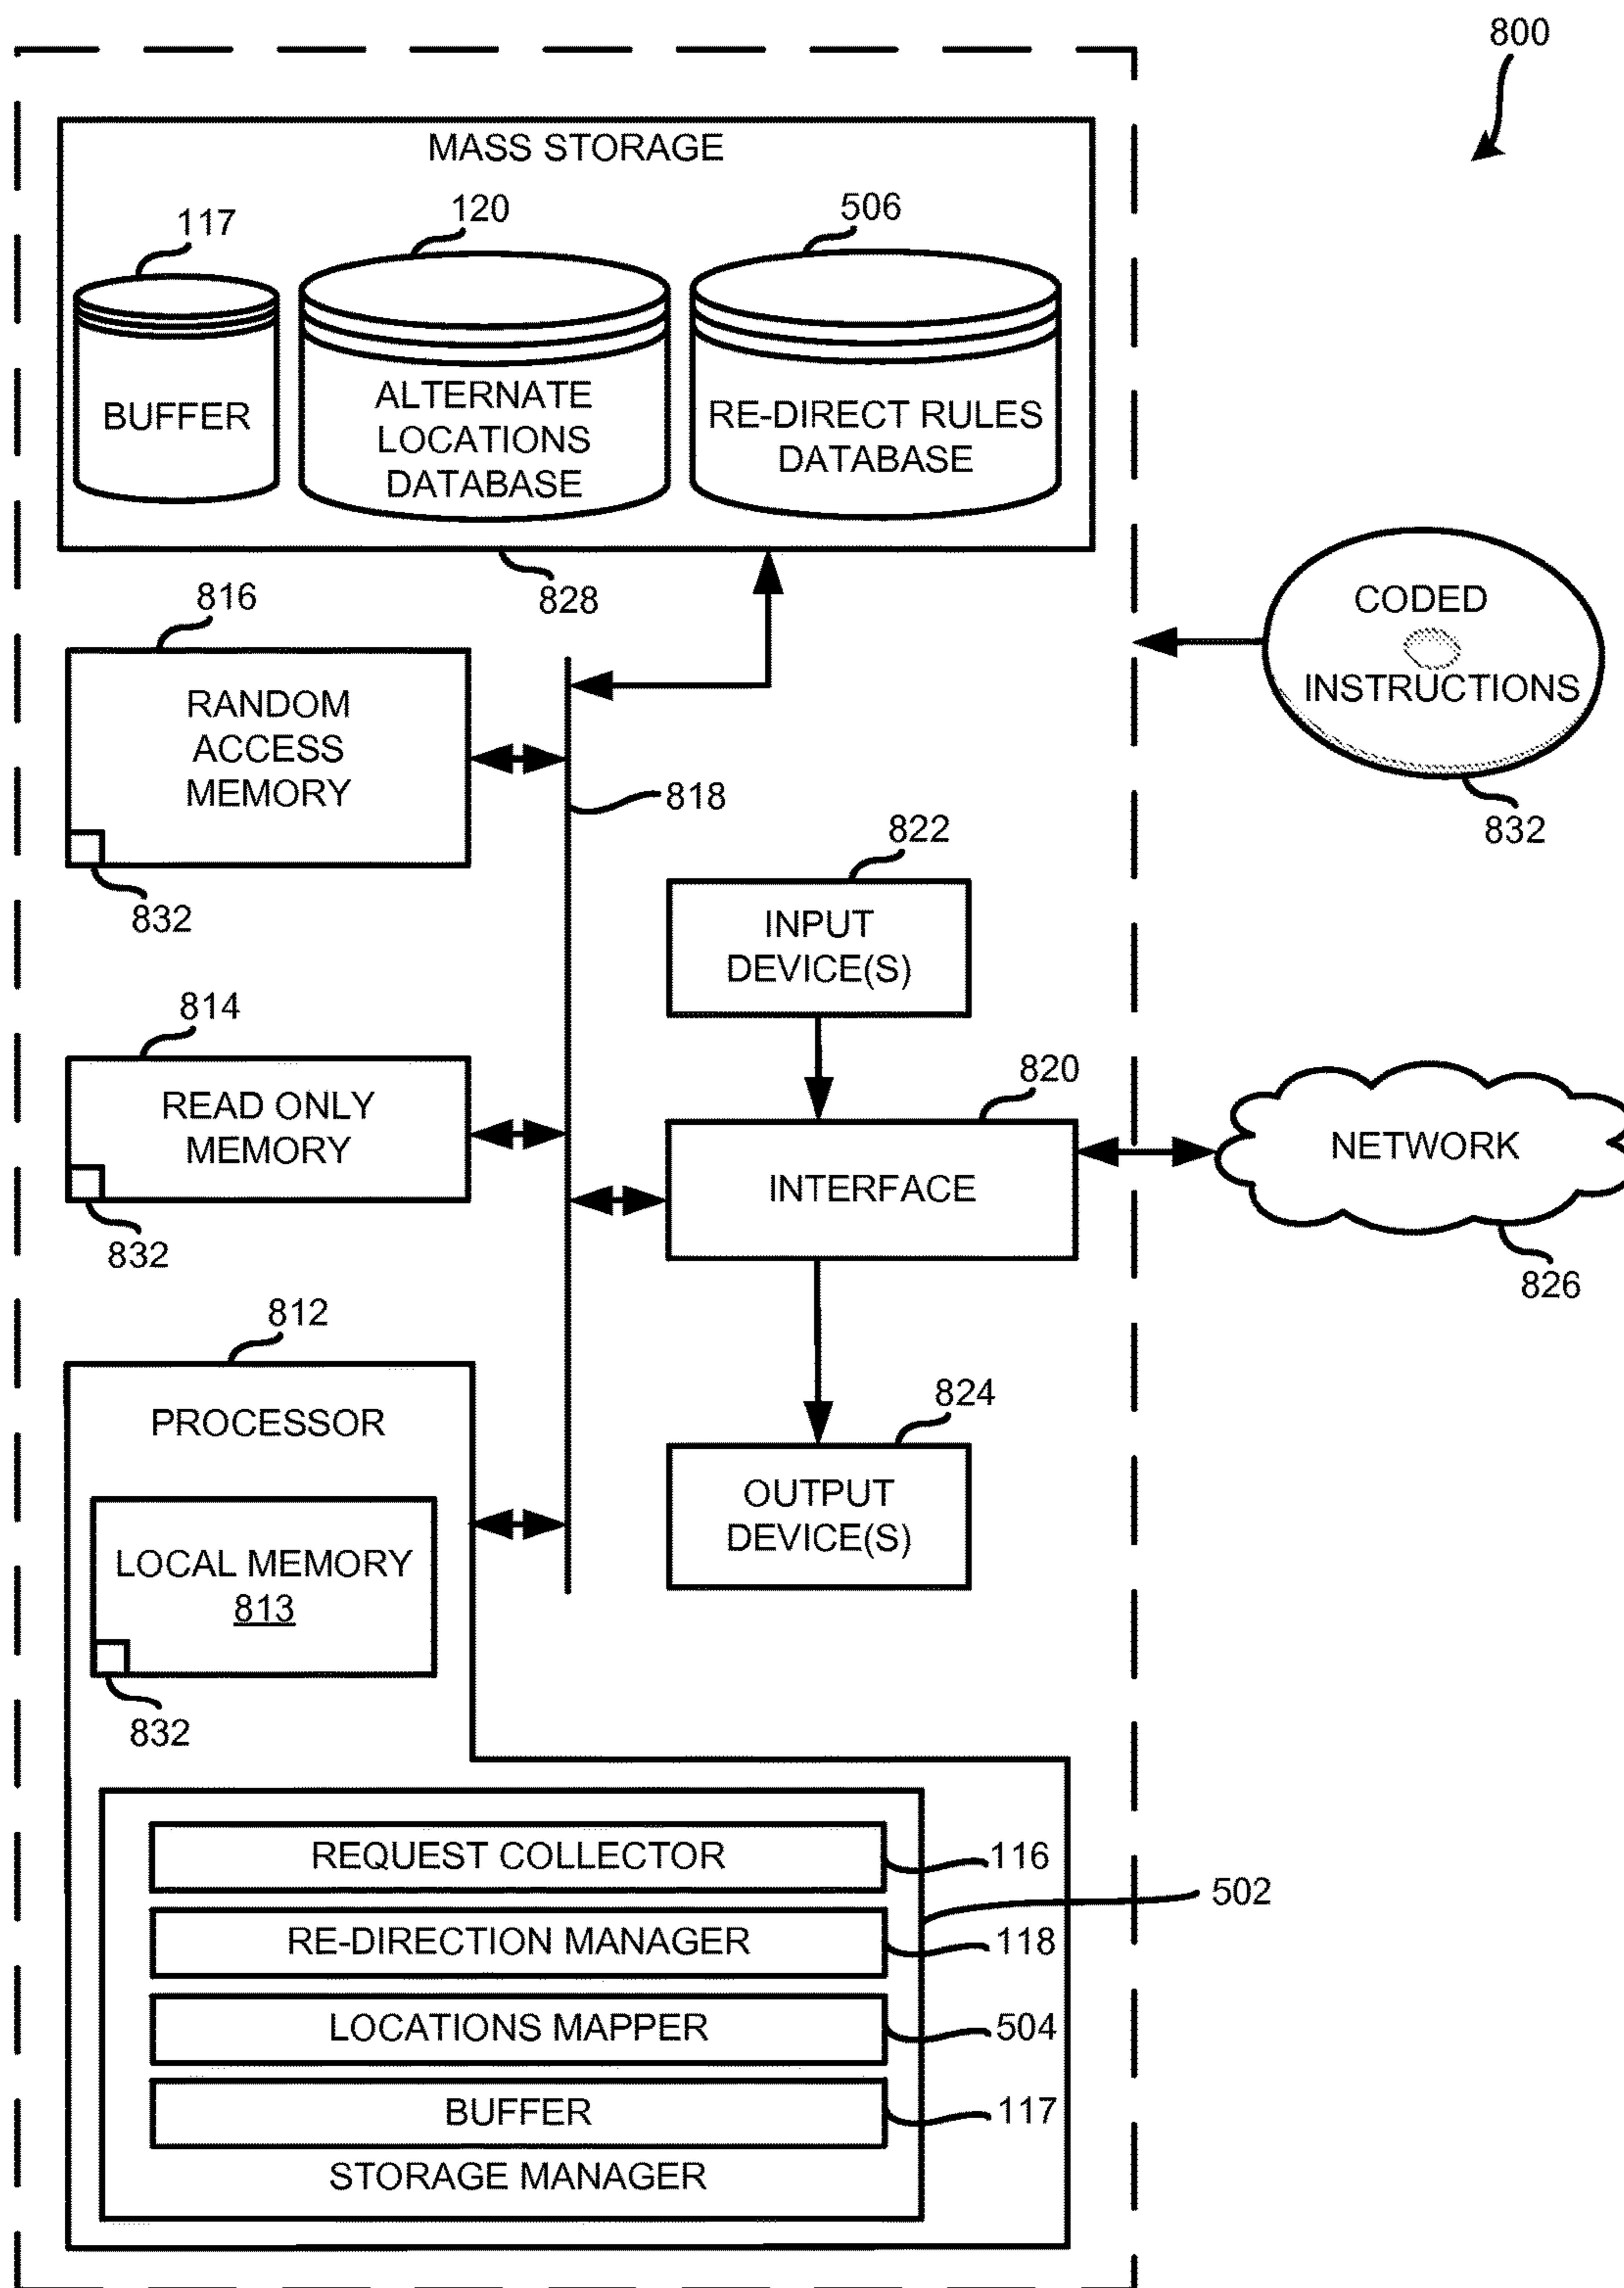 800
MASS STORAGE
117
120
506
BUFFER
ALTERNATE
LOCATIONS
DATABASE
RE-DIRECT RULES
DATABASE
828
816
RANDOM
ACCESS
MEMORY
832
818
CODED
INSTRUCTIONS
832
822
INPUT
DEVICE(S)
814
READ ONLY
MEMORY
832
820
INTERFACE
NETWORK
826
812
PROCESSOR
LOCAL MEMORY
813
832
824
OUTPUT
DEVICE(S)
REQUEST COLLECTOR
116
502
RE-DIRECTION MANAGER
118
LOCATIONS MAPPER
504
BUFFER
117
STORAGE MANAGER